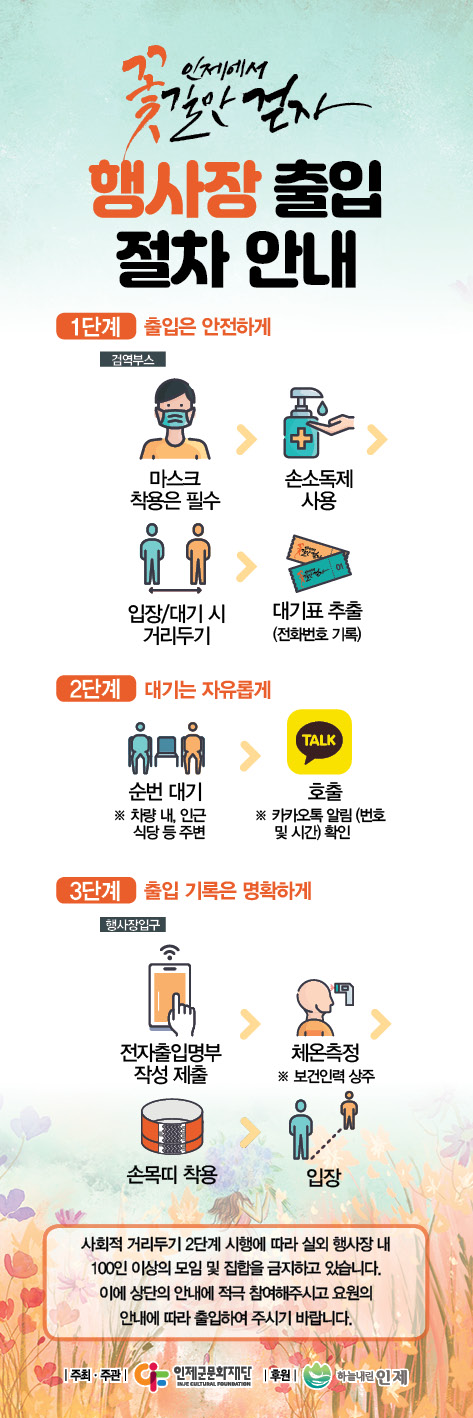 인제에서
꽃길만 걷자
행사장 출입
절차 안내
1단계 출입은 안전하게
검역부스
마스크
착용은 필수
손소독제
사용
입장/대기 시
거리두기
대기표 추출
(전화번호 기록)
2단계 대기는 자유롭게
순번 대기
※ 차량 내, 인근
식당 등 주변
TALK
호출
※ 카카오톡 알림 (번호
및 시간) 확인
3단계 출입 기록은 명확하게
행사장입구
전자출입명부
작성 제출
체온측정
※ 보건인력 상주
손목띠 착용
입장
사회적 거리두기 2단계 시행에 따라 실외 행사장 내
100인 이상의 모임 및 집합을 금지하고 있습니다.
이에 상단의 안내에 적극 참여해주시고 요원의
안내에 따라 출입하여 주시기 바랍니다.
| 주최 · 주관 | 인제군문화재단 INJE CULTURAL FOUNDATION | 후원 | 하늘내린 인제